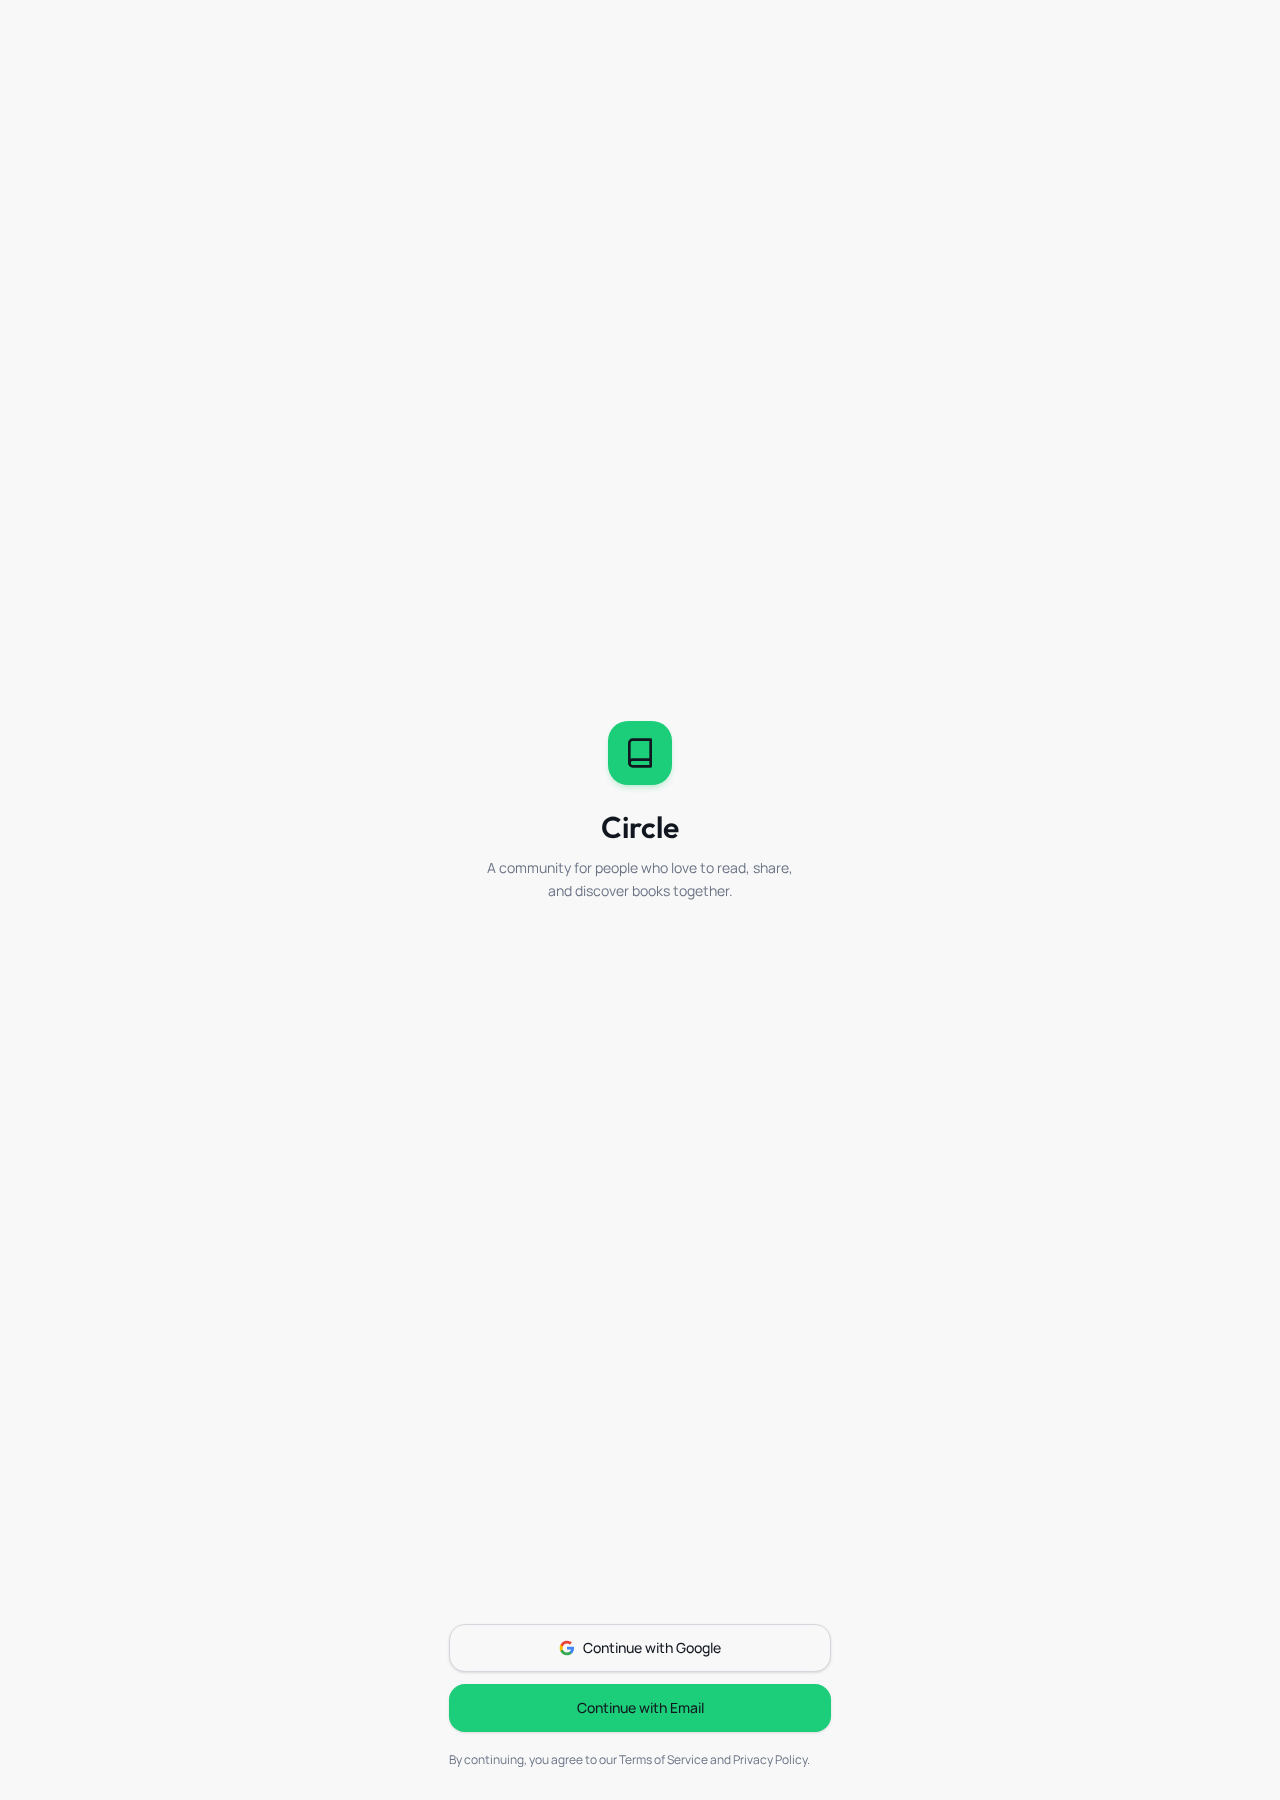 Circle
A community for people who love to read, share,
and discover books together.
Continue with Google
Continue with Email
By continuing, you agree to our Terms of Service and Privacy Policy.